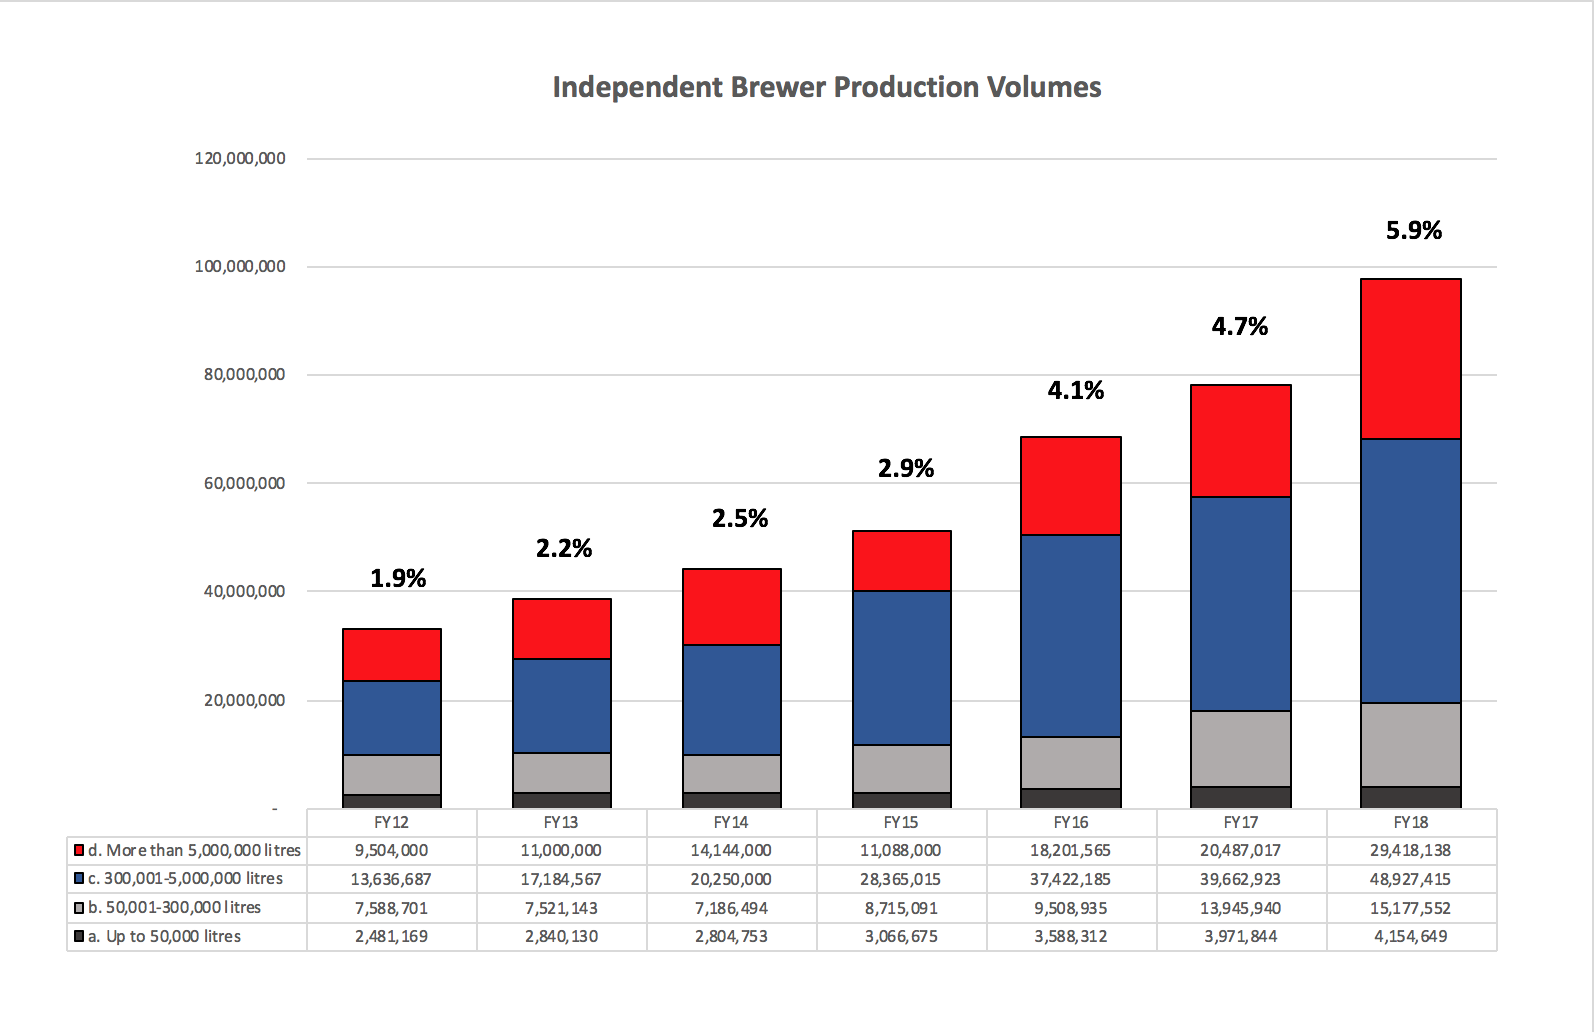 Independent Brewer Production Volumes
120,000,000
100,000,000
80,000,000
60,000,000
40,000,000
20,000,000
-
1.9%
2.2%
2.5%
2.9%
4.1%
4.7%
5.9%
FY12 FY13 FY14 FY15 FY16 FY17 FY18
d. More than 5,000,000 litres 9,504,000 11,000,000 14,144,000 11,088,000 18,201,565 20,487,017 29,418,138
c. 300,001-5,000,000 litres 13,636,687 17,184,567 20,250,000 28,365,015 37,422,185 39,662,923 48,927,415
b. 50,001-300,000 litres 7,588,701 7,521,143 7,186,494 8,715,091 9,508,935 13,945,940 15,177,552
a. Up to 50,000 litres 2,481,169 2,840,130 2,804,753 3,066,675 3,588,312 3,971,844 4,154,649